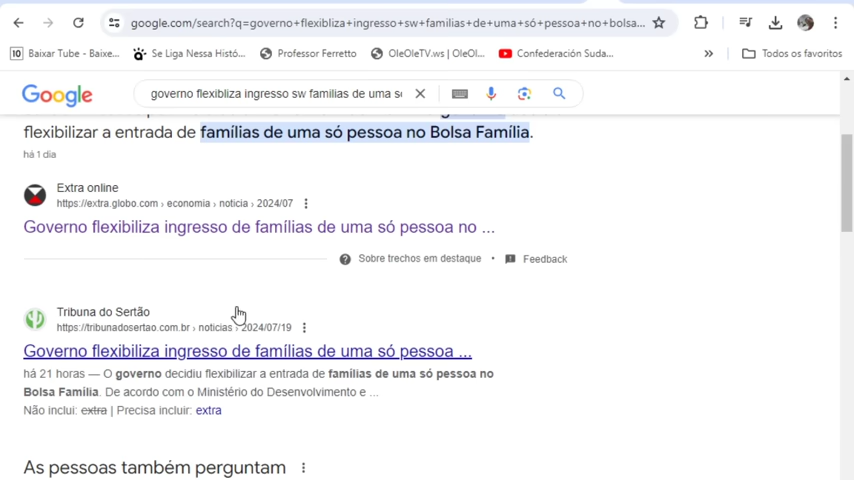 google.com/search?q=governo+flexibliza+ingresso+sw+familias+de+uma+só+pessoa+no+bolsa...
10 Baixar Tube - Baixe...
Se Liga Nessa Histó...
Professor Ferretto
OleOleTV.ws | OleOl...
Confederación Suda...
»
Todos os favoritos
Google
governo flexibliza ingresso sw familias de uma só
flexibilizar a entrada de famílias de uma só pessoa no Bolsa Família.
há 1 dia
Extra online
https://extra.globo.com › economia › noticia › 2024/07
Governo flexibiliza ingresso de famílias de uma só pessoa no ...
Sobre trechos em destaque • Feedback
Tribuna do Sertão
https://tribunadosertao.com.br › noticias › 2024/07/19
Governo flexibiliza ingresso de famílias de uma só pessoa ...
há 21 horas — O governo decidiu flexibilizar a entrada de famílias de uma só pessoa no
Bolsa Família. De acordo com o Ministério do Desenvolvimento e ...
Não inclui: extra | Precisa incluir: extra
As pessoas também perguntam